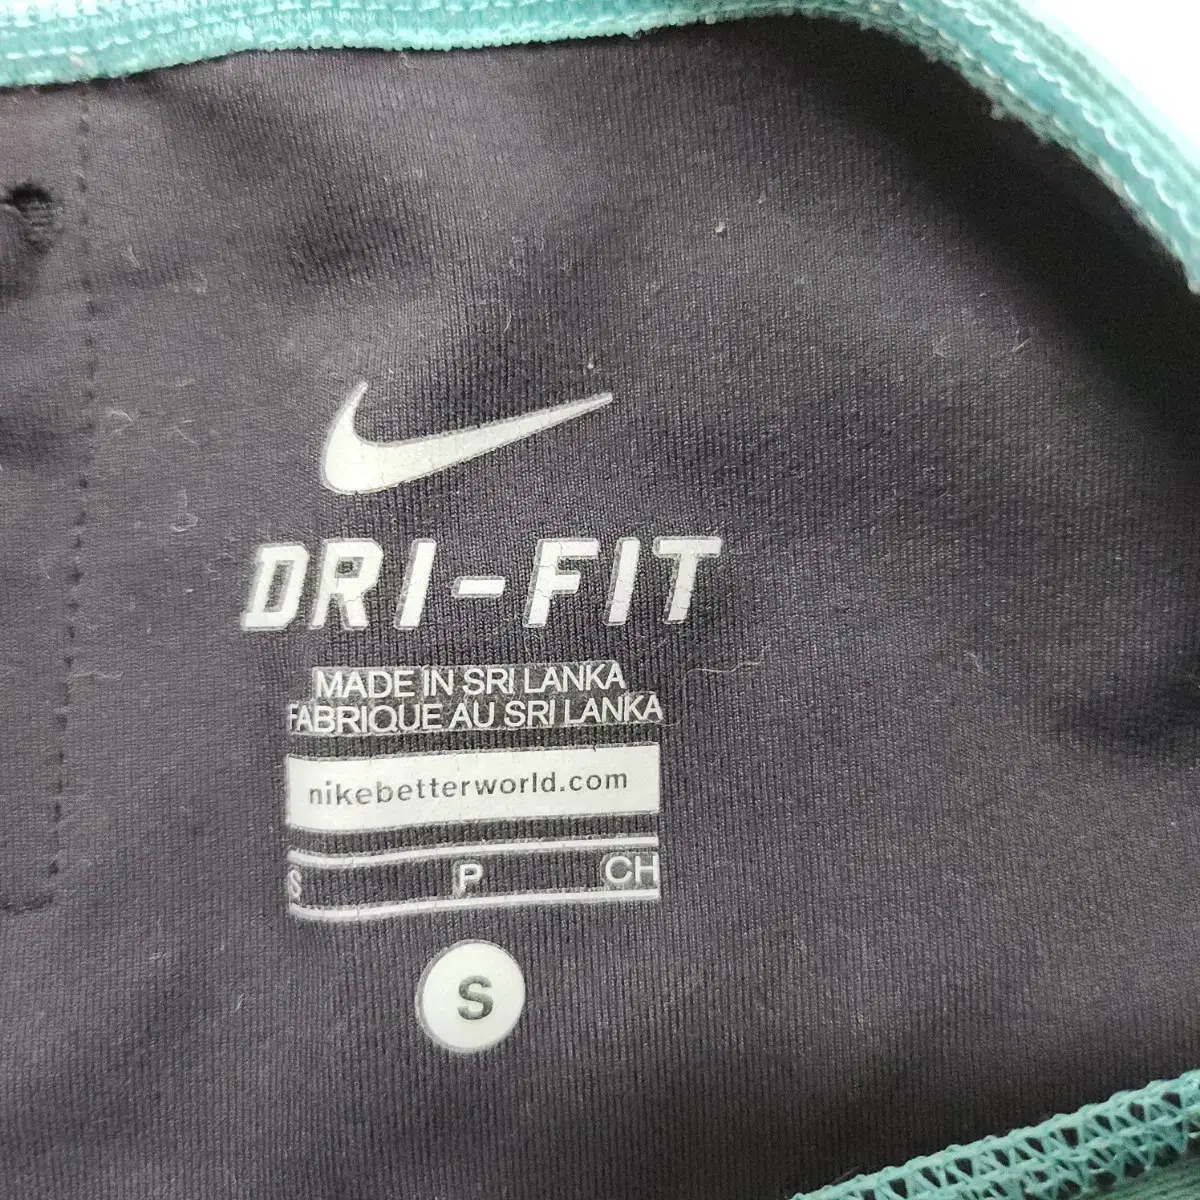 DRI-FIT
MADE IN SRI LANKA
FABRIQUE AU SRI LANKA
nikebetterworld.com
S P CH
S